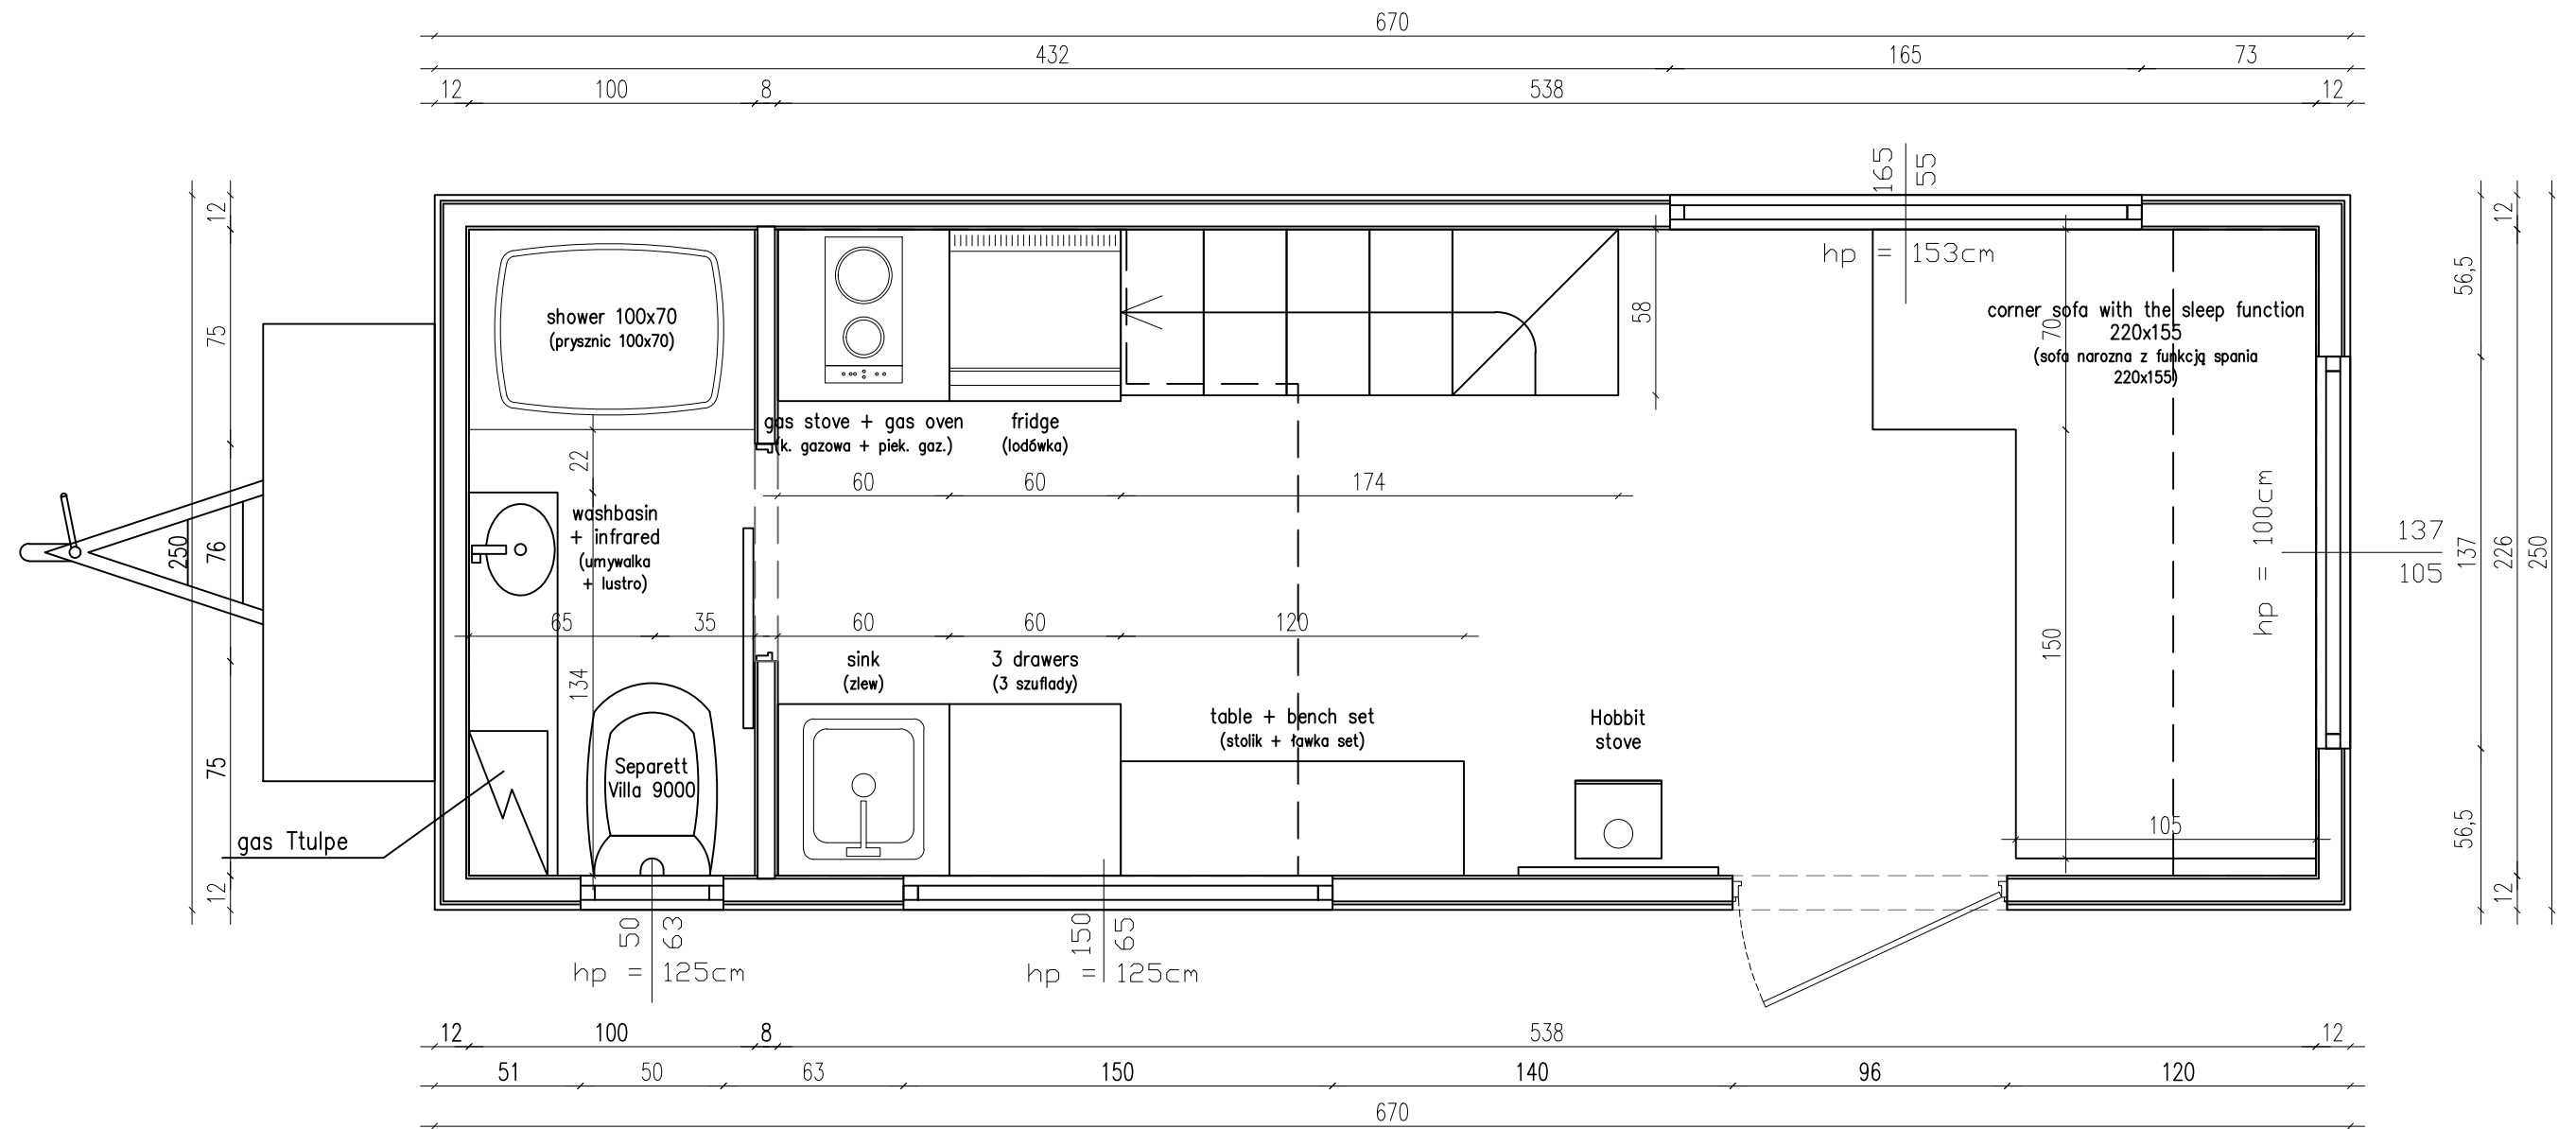 670
432 165 73
12 100 8 538 12
165
55
hp = 153cm
12
75
76
75
12
250
shower 100x70
(prysznic 100x70)
gas stove + gas oven
(k. gazowa + piek. gaz.)
fridge
(lodówka)
58
corner sofa with the sleep function
220x155
(sofa narozna z funkcją spania
220x155)
70
150
105
22
134
washbasin
+ infrared
(umywalka
+ lustro)
60 60 174
65 35 60 60 120
sink
(zlew)
3 drawers
(3 szuflady)
table + bench set
(stolik + ławka set)
Hobbit
stove
Separett
Villa 9000
gas Ttulpe
hp = 100cm
137
105
56,5
137
56,5
12
226
12
250
50
63
hp = 125cm
150
65
hp = 125cm
12 100 8 538 12
51 50 63 150 140 96 120
670